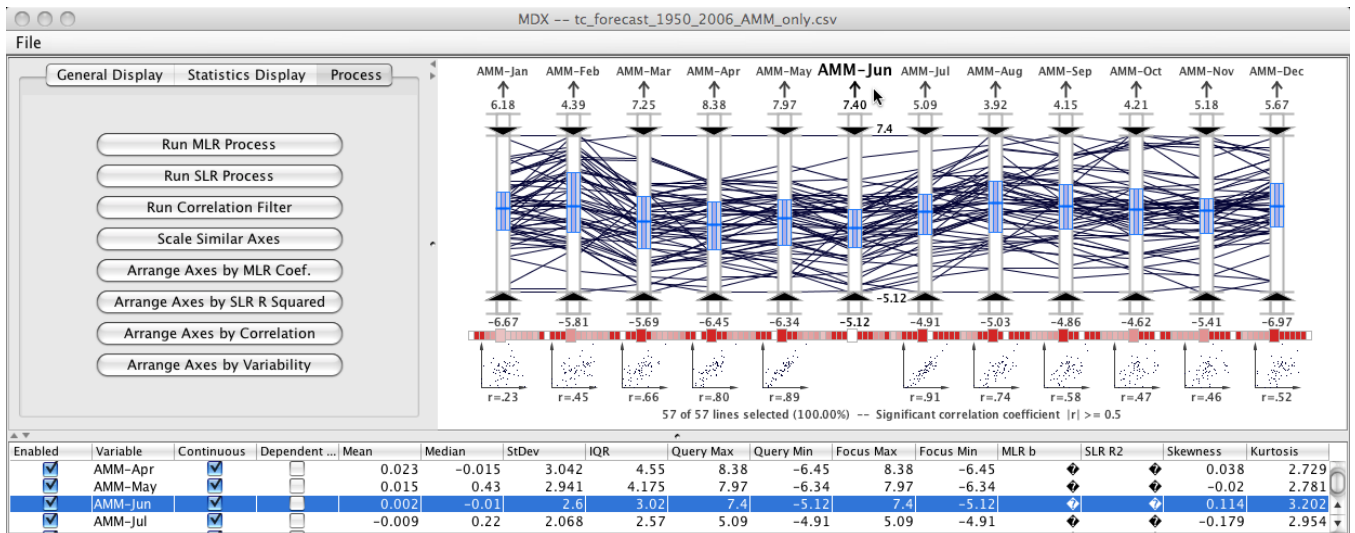 MDX -- tc_forecast_1950_2006_AMM_only.csv
File
General Display Statistics Display Process
Run MLR Process
Run SLR Process
Run Correlation Filter
Scale Similar Axes
Arrange Axes by MLR Coef.
Arrange Axes by SLR R Squared
Arrange Axes by Correlation
Arrange Axes by Variability
AMM-Jan AMM-Feb AMM-Mar AMM-Apr AMM-May AMM-Jun AMM-Jul AMM-Aug AMM-Sep AMM-Oct AMM-Nov AMM-Dec
6.18 4.39 7.25 8.38 7.97 7.40 5.09 3.92 4.15 4.21 5.18 5.67
7.4
-5.12
-6.67 -5.81 -5.69 -6.45 -6.34 -5.12 -4.91 -5.03 -4.86 -4.62 -5.41 -6.97
r=.23 r=.45 r=.66 r=.80 r=.89 r=.91 r=.74 r=.58 r=.47 r=.46 r=.52
57 of 57 lines selected (100.00%) -- Significant correlation coefficient |r| >= 0.5
Enabled Variable Continuous Dependent ... Mean Median StDev IQR Query Max Query Min Focus Max Focus Min MLR b SLR R2 Skewness Kurtosis
AMM-Apr 0.023 -0.015 3.042 4.55 8.38 -6.45 8.38 -6.45 � � 0.038 2.729
AMM-May 0.015 0.43 2.941 4.175 7.97 -6.34 7.97 -6.34 � � -0.02 2.781
AMM-Jun 0.002 -0.01 2.6 3.02 7.4 -5.12 7.4 -5.12 � � 0.114 3.202
AMM-Jul -0.009 0.22 2.068 2.57 5.09 -4.91 5.09 -4.91 � � -0.179 2.954